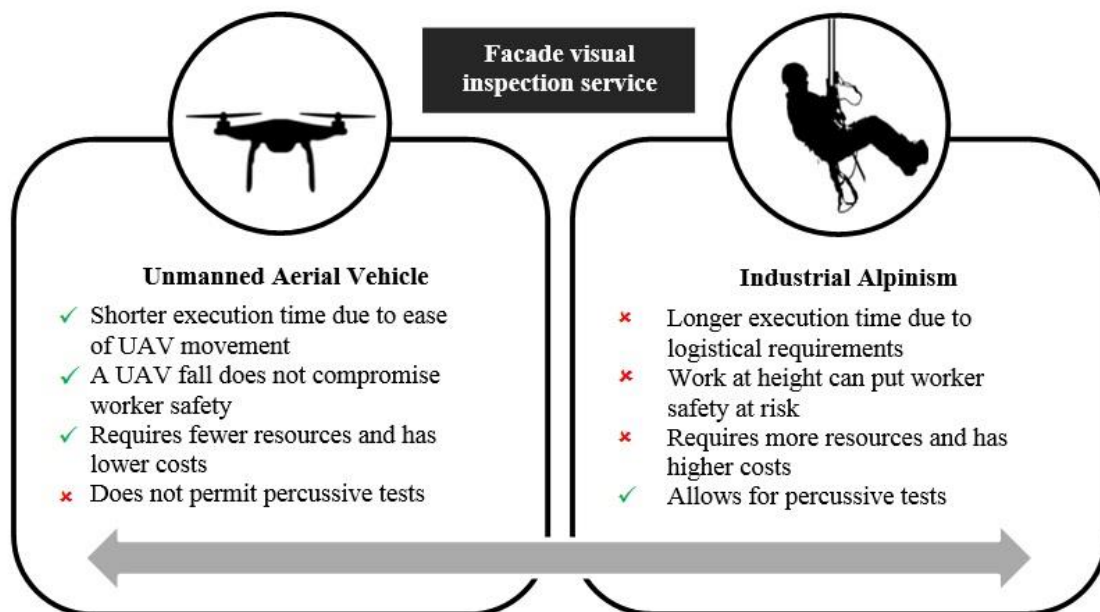 Facade visual
inspection service
Unmanned Aerial Vehicle
✓ Shorter execution time due to ease
of UAV movement
✓ A UAV fall does not compromise
worker safety
✓ Requires fewer resources and has
lower costs
× Does not permit percussive tests
Industrial Alpinism
× Longer execution time due to
logistical requirements
× Work at height can put worker
safety at risk
× Requires more resources and has
higher costs
✓ Allows for percussive tests